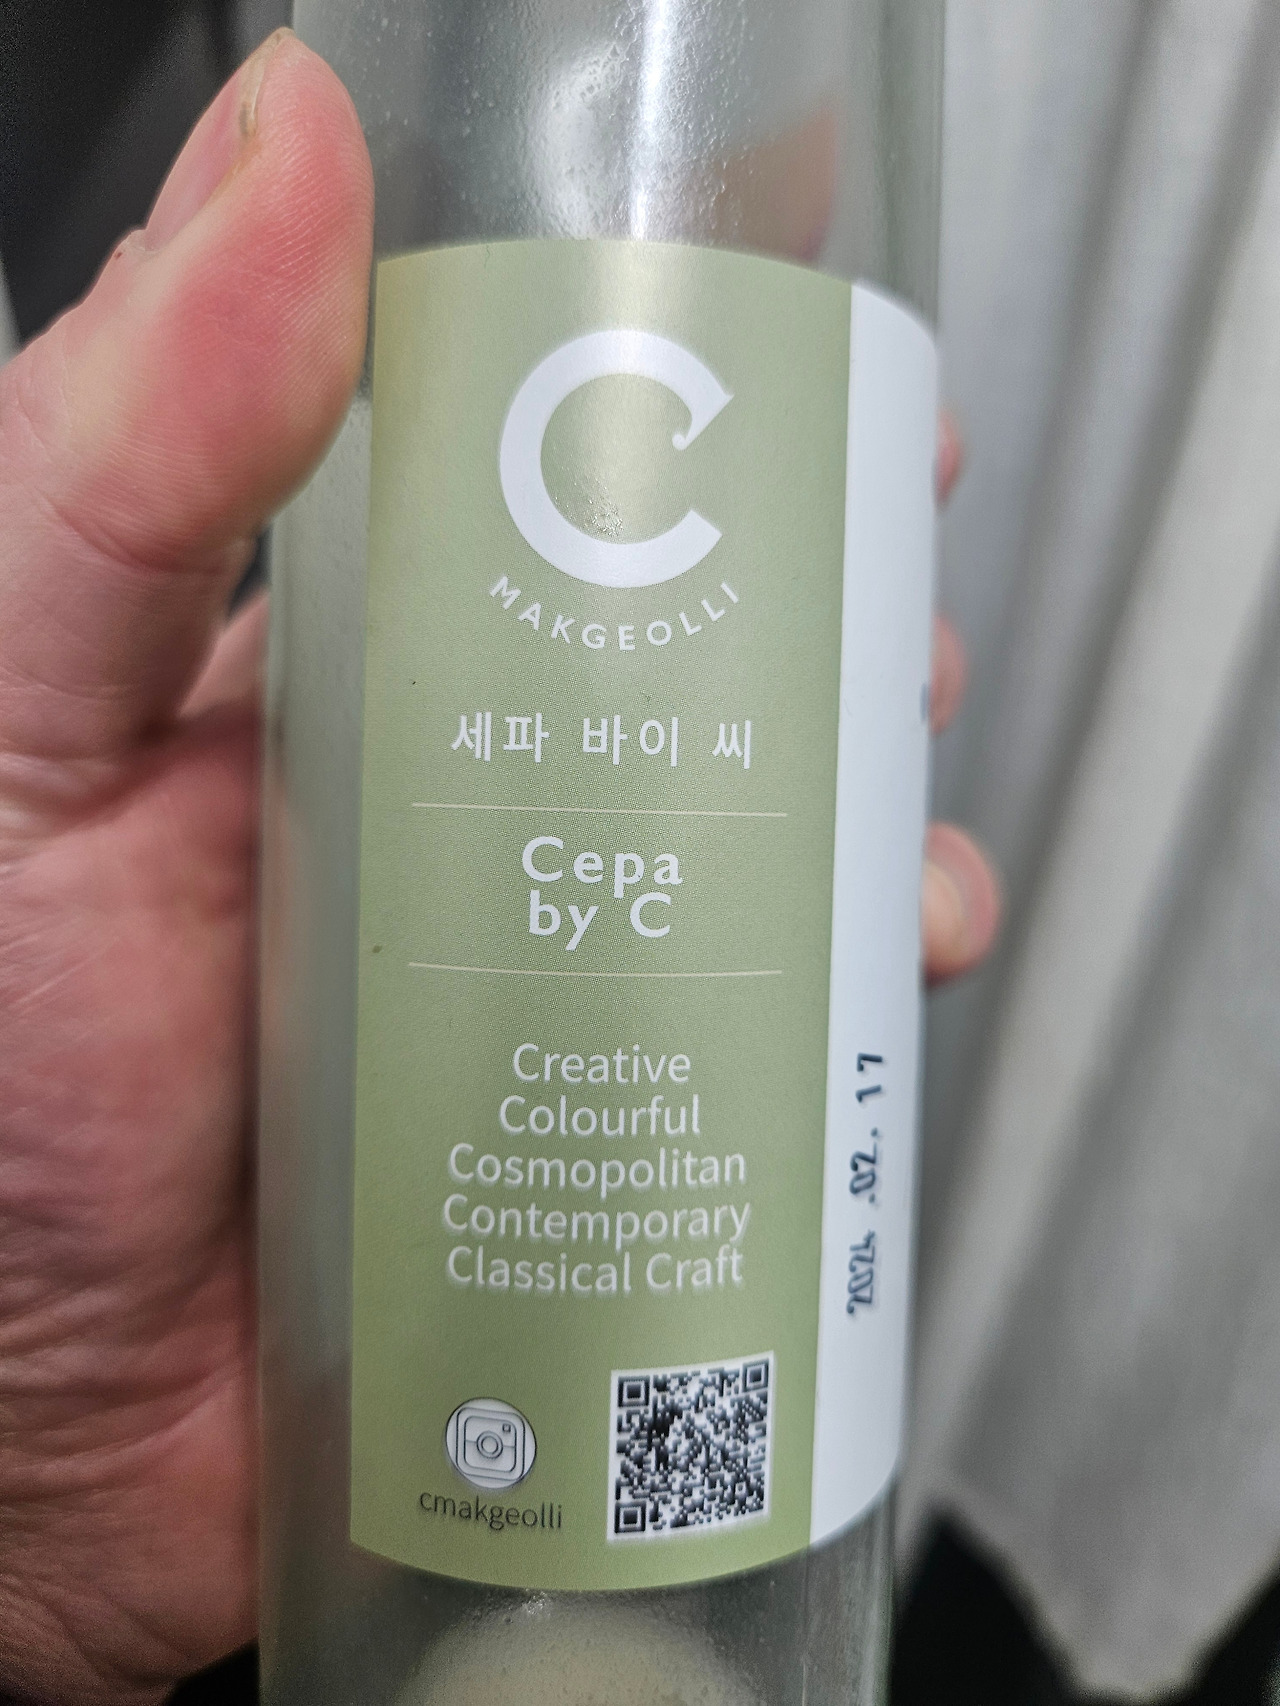 C
MAKGEOLLI
세파 바이 씨
Cepa
by C
Creative
Colourful
Cosmopolitan
Contemporary
Classical Craft
cmakgeolli
2024.02.17